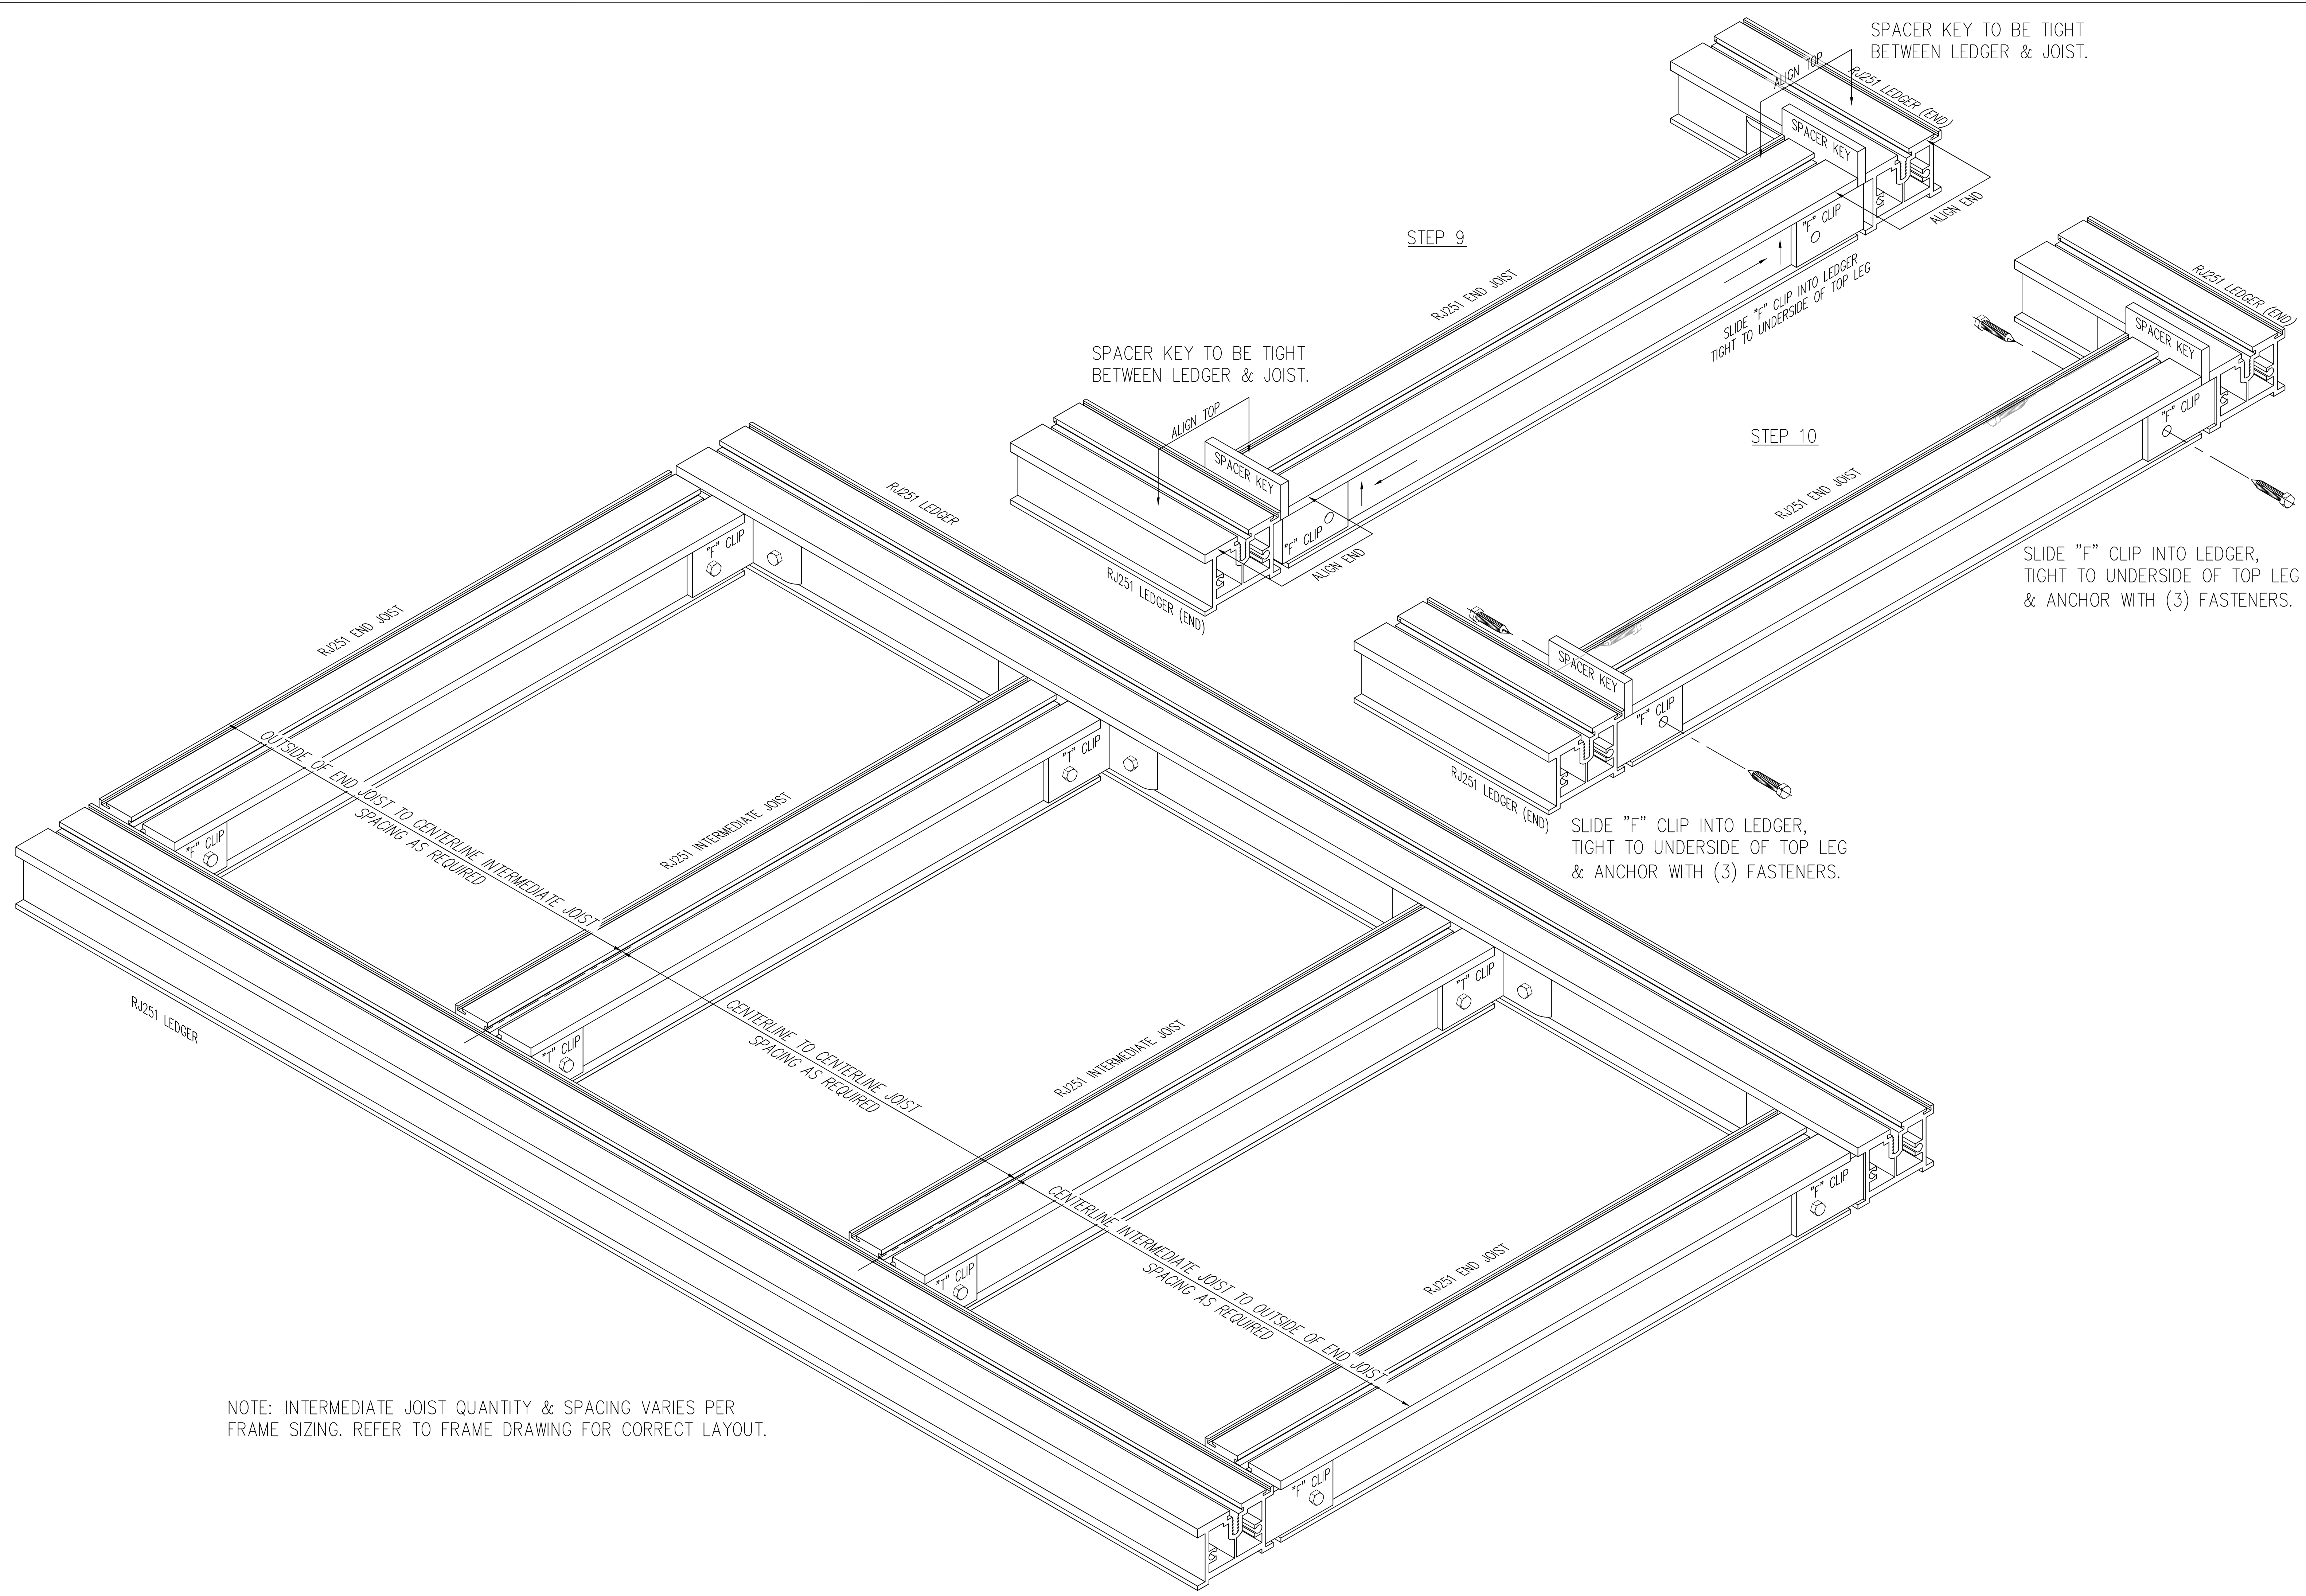 SPACER KEY TO BE TIGHT
BETWEEN LEDGER & JOIST.
ALIGN TOP
RJ251 LEDGER (END)
SPACER KEY
ALIGN END
"F" CLIP
STEP 9
RJ251 END JOIST
SLIDE "F" CLIP INTO LEDGER
TIGHT TO UNDERSIDE OF TOP LEG
SPACER KEY TO BE TIGHT
BETWEEN LEDGER & JOIST.
ALIGN TOP
SPACER KEY
"F" CLIP
ALIGN END
RJ251 LEDGER (END)
RJ251 LEDGER (END)
SPACER KEY
"F" CLIP
STEP 10
RJ251 END JOIST
SLIDE "F" CLIP INTO LEDGER,
TIGHT TO UNDERSIDE OF TOP LEG
& ANCHOR WITH (3) FASTENERS.
SPACER KEY
"F" CLIP
RJ251 LEDGER (END)
SLIDE "F" CLIP INTO LEDGER,
TIGHT TO UNDERSIDE OF TOP LEG
& ANCHOR WITH (3) FASTENERS.
RJ251 LEDGER
"F" CLIP
RJ251 END JOIST
OUTSIDE OF END JOIST TO CENTERLINE INTERMEDIATE JOIST
SPACING AS REQUIRED
"F" CLIP
"T" CLIP
RJ251 INTERMEDIATE JOIST
RJ251 LEDGER
"T" CLIP
CENTERLINE TO CENTERLINE JOIST
SPACING AS REQUIRED
"T" CLIP
RJ251 INTERMEDIATE JOIST
"T" CLIP
CENTERLINE INTERMEDIATE JOIST TO OUTSIDE OF END JOIST
SPACING AS REQUIRED
"F" CLIP
RJ251 END JOIST
"F" CLIP
NOTE: INTERMEDIATE JOIST QUANTITY & SPACING VARIES PER
FRAME SIZING. REFER TO FRAME DRAWING FOR CORRECT LAYOUT.